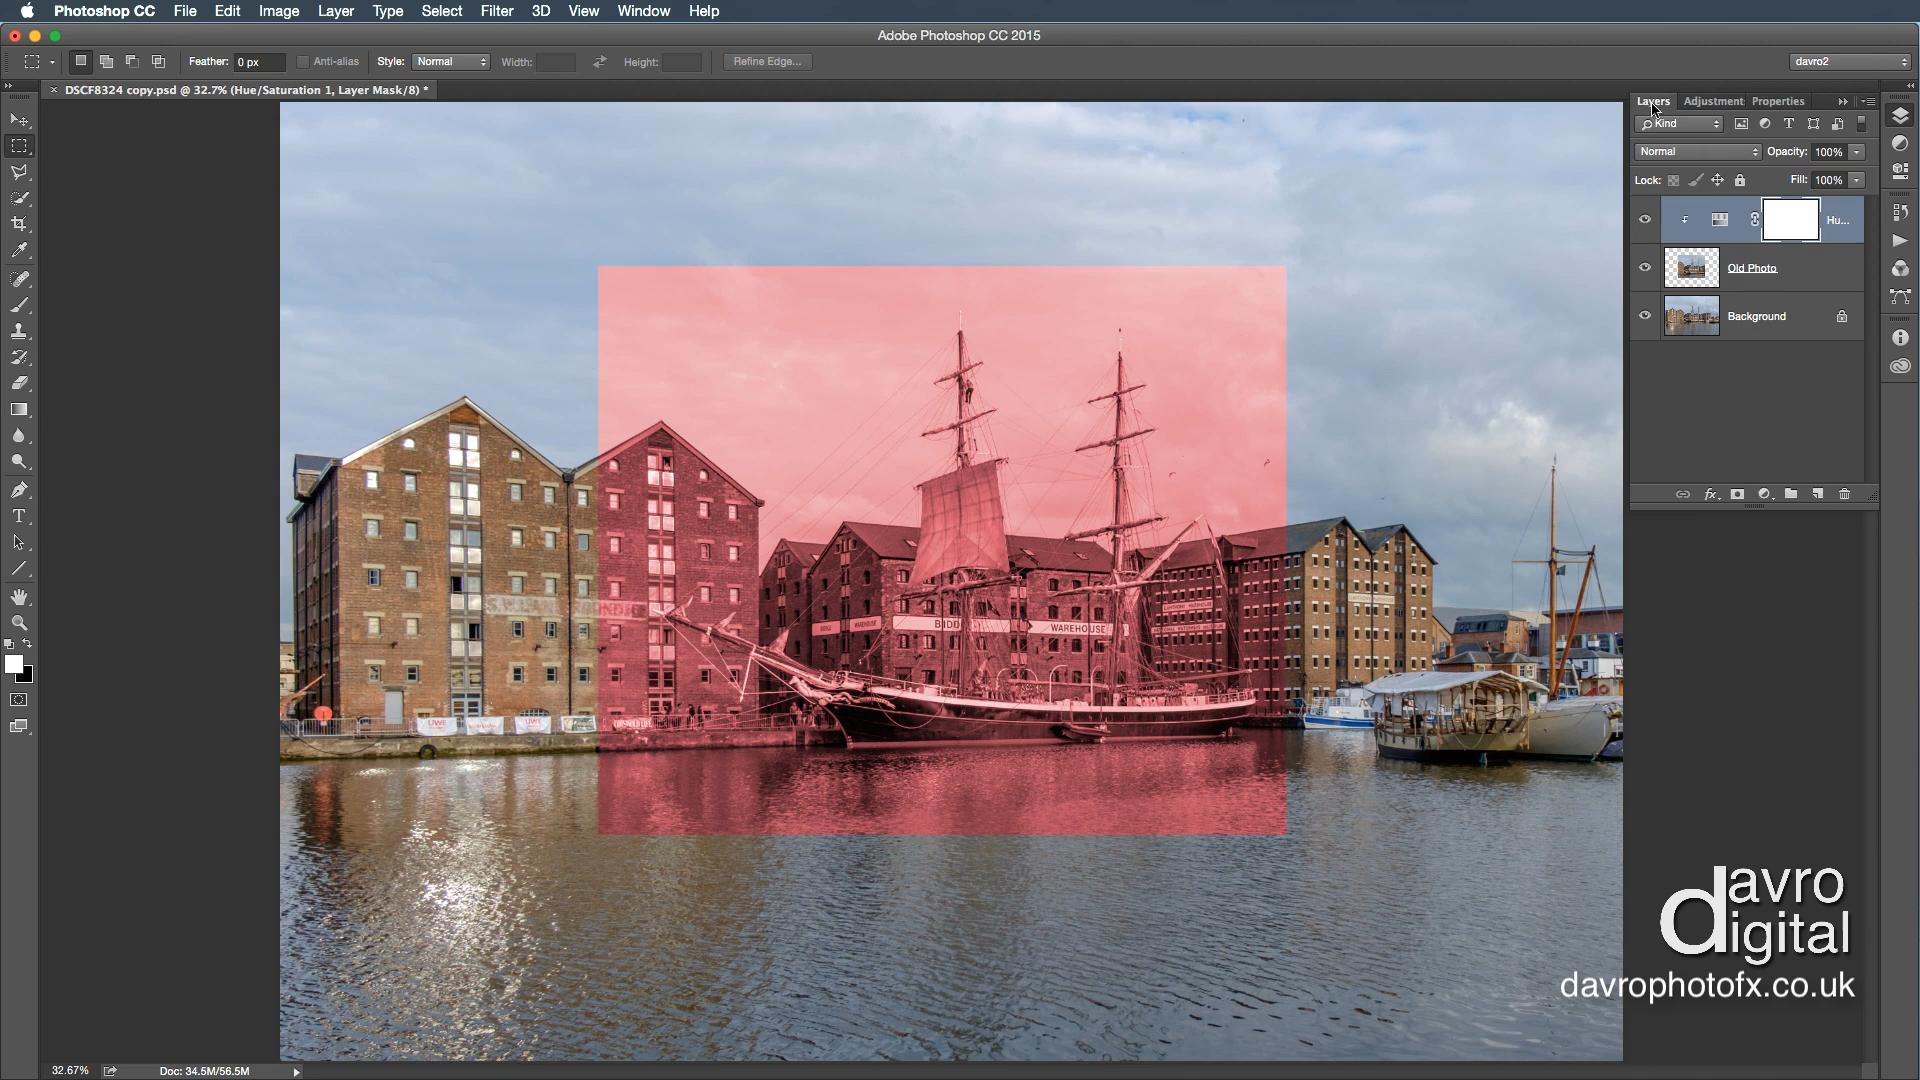 Photoshop CC File Edit Image Layer Type Select Filter 3D View Window Help
Adobe Photoshop CC 2015
Feather: 0 px Anti-alias Style: Normal Width: Height: Refine Edge... davro2
× DSCF8324 copy.psd @ 32.7% (Hue/Saturation 1, Layer Mask/8) *
Layers Adjustment Properties
Kind
Normal Opacity: 100%
Lock: Fill: 100%
Hu...
Old Photo
Background
WAREHOUSE
WAREHOUSE
UWE
UWE
davro
digital
davrophotofx.co.uk
32.67% Doc: 34.5M/56.5M